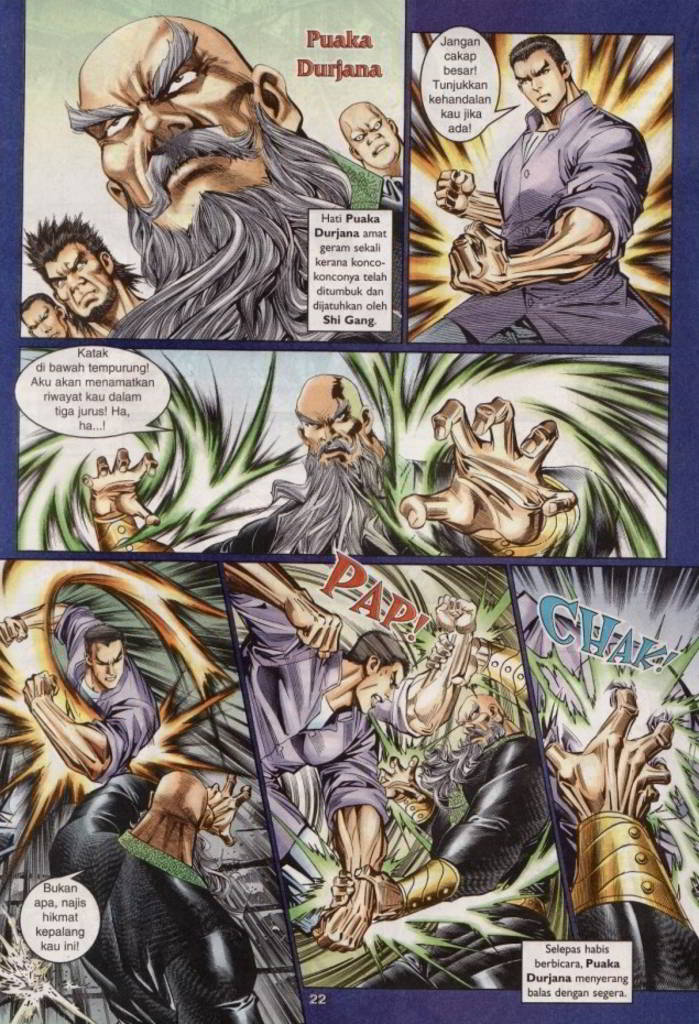 Puaka
Durjana
Hati Puaka
Durjana amat
geram sekali
kerana konco-
konconya telah
ditumbuk dan
dijatuhkan oleh
Shi Gang.
Jangan
cakap
besar!
Tunjukkan
kehandalan
kau jika
ada!
Katak
di bawah tempurung!
Aku akan menamatkan
riwayat kau dalam
tiga jurus! Ha,
ha...!
Bukan
apa, najis
hikmat
kepalang
kau ini!
PAP!
CHAK!
Selepas habis
berbicara, Puaka
Durjana menyerang
balas dengan segera.
22